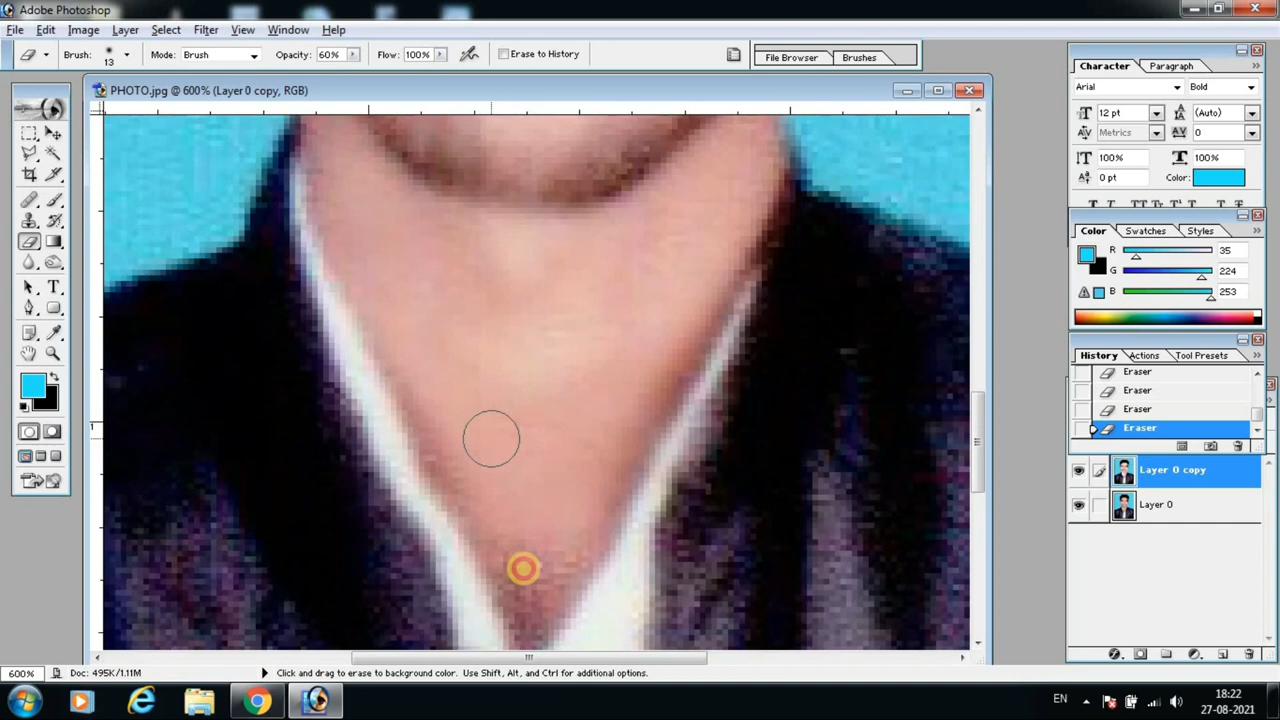 Adobe Photoshop
File Edit Image Layer Select Filter View Window Help
Brush: 13 Mode: Brush Opacity: 60% Flow: 100% Erase to History File Browser Brushes
PHOTO.jpg @ 600% (Layer 0 copy, RGB)
Character Paragraph
Arial Bold
12 pt (Auto)
Metrics 0
100% 100%
0 pt Color:
T T TT Tr T T T T
Color Swatches Styles
R 35
G 224
B 253
History Actions Tool Presets
Eraser
Eraser
Eraser
Eraser
Layer 0 copy
Layer 0
1
600% Doc: 495K/1.11M Click and drag to erase to background color. Use Shift, Alt, and Ctrl for additional options.
EN 18:22
27-08-2021